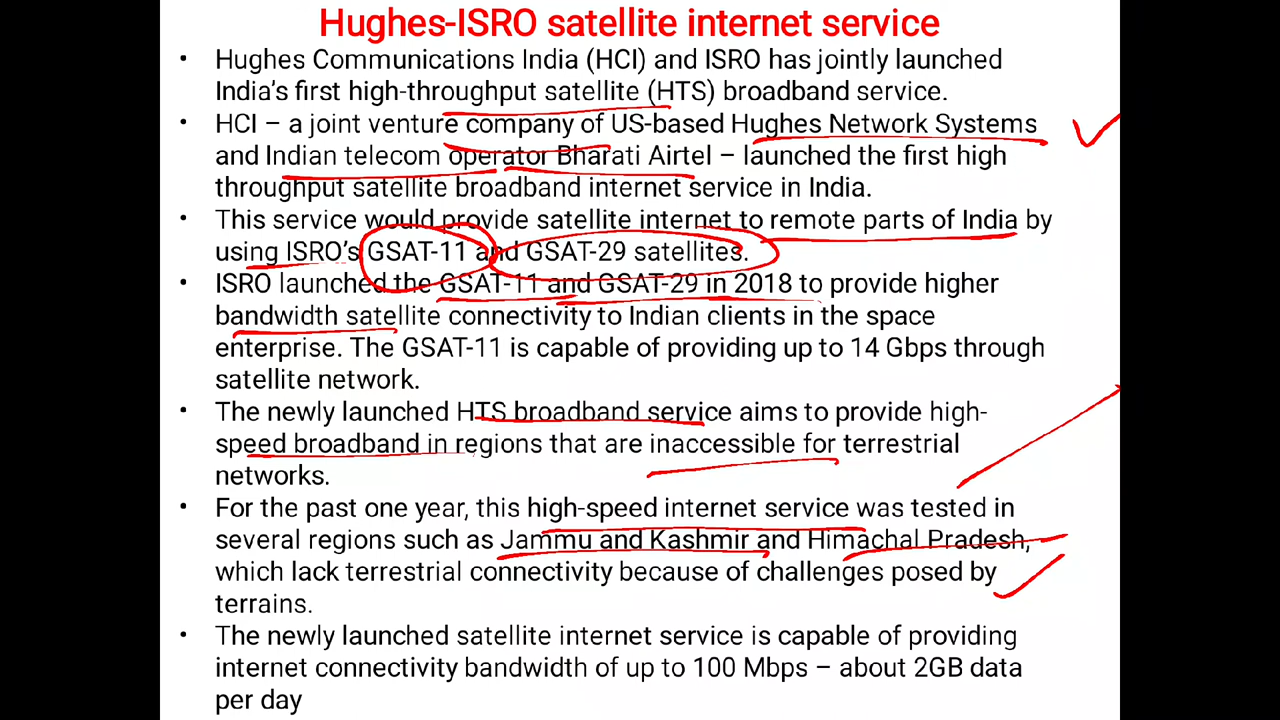 Hughes-ISRO satellite internet service
• Hughes Communications India (HCI) and ISRO has jointly launched
India's first high-throughput satellite (HTS) broadband service.
• HCI – a joint venture company of US-based Hughes Network Systems
and Indian telecom operator Bharati Airtel – launched the first high
throughput satellite broadband internet service in India.
• This service would provide satellite internet to remote parts of India by
using ISRO's GSAT-11 and GSAT-29 satellites.
• ISRO launched the GSAT-11 and GSAT-29 in 2018 to provide higher
bandwidth satellite connectivity to Indian clients in the space
enterprise. The GSAT-11 is capable of providing up to 14 Gbps through
satellite network.
• The newly launched HTS broadband service aims to provide high-
speed broadband in regions that are inaccessible for terrestrial
networks.
• For the past one year, this high-speed internet service was tested in
several regions such as Jammu and Kashmir and Himachal Pradesh,
which lack terrestrial connectivity because of challenges posed by
terrains.
• The newly launched satellite internet service is capable of providing
internet connectivity bandwidth of up to 100 Mbps – about 2GB data
per day